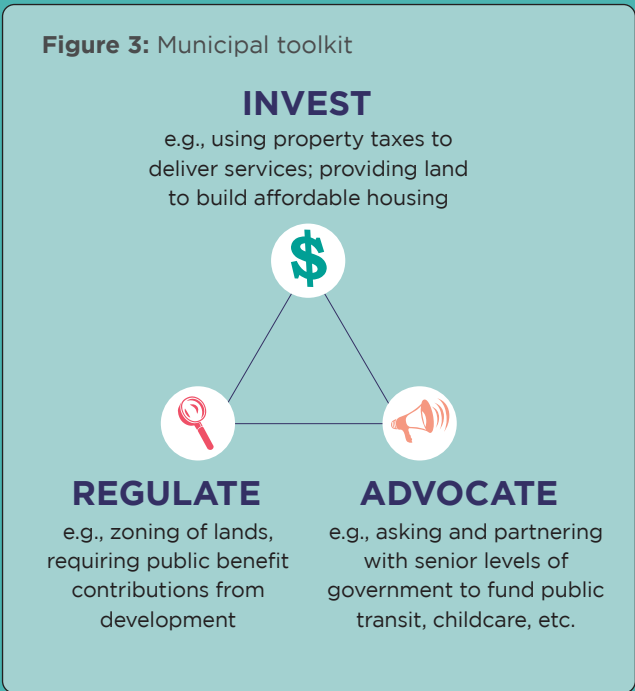 Figure 3: Municipal toolkit
INVEST
e.g., using property taxes to
deliver services; providing land
to build affordable housing
$
REGULATE
e.g., zoning of lands,
requiring public benefit
contributions from
development
ADVOCATE
e.g., asking and partnering
with senior levels of
government to fund public
transit, childcare, etc.